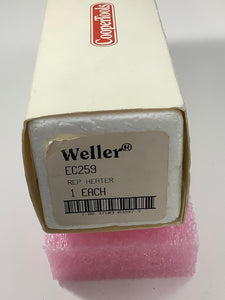 CooperTools
Weller®
EC259
REP HEATER
1 EACH